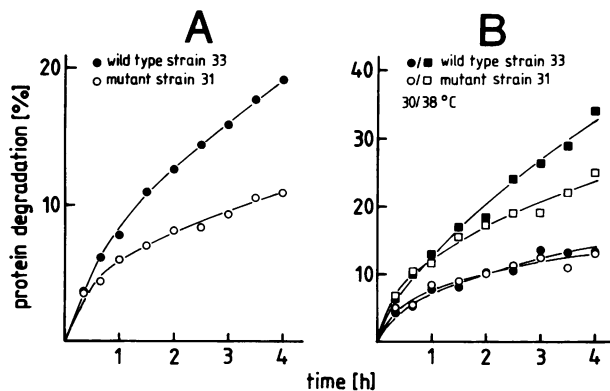 A
● wild type strain 33
○ mutant strain 31
protein degradation [%]
20
10
1 2 3 4
B
●/■ wild type strain 33
○/□ mutant strain 31
30/38 °C
40
30
20
10
1 2 3 4
time [h]